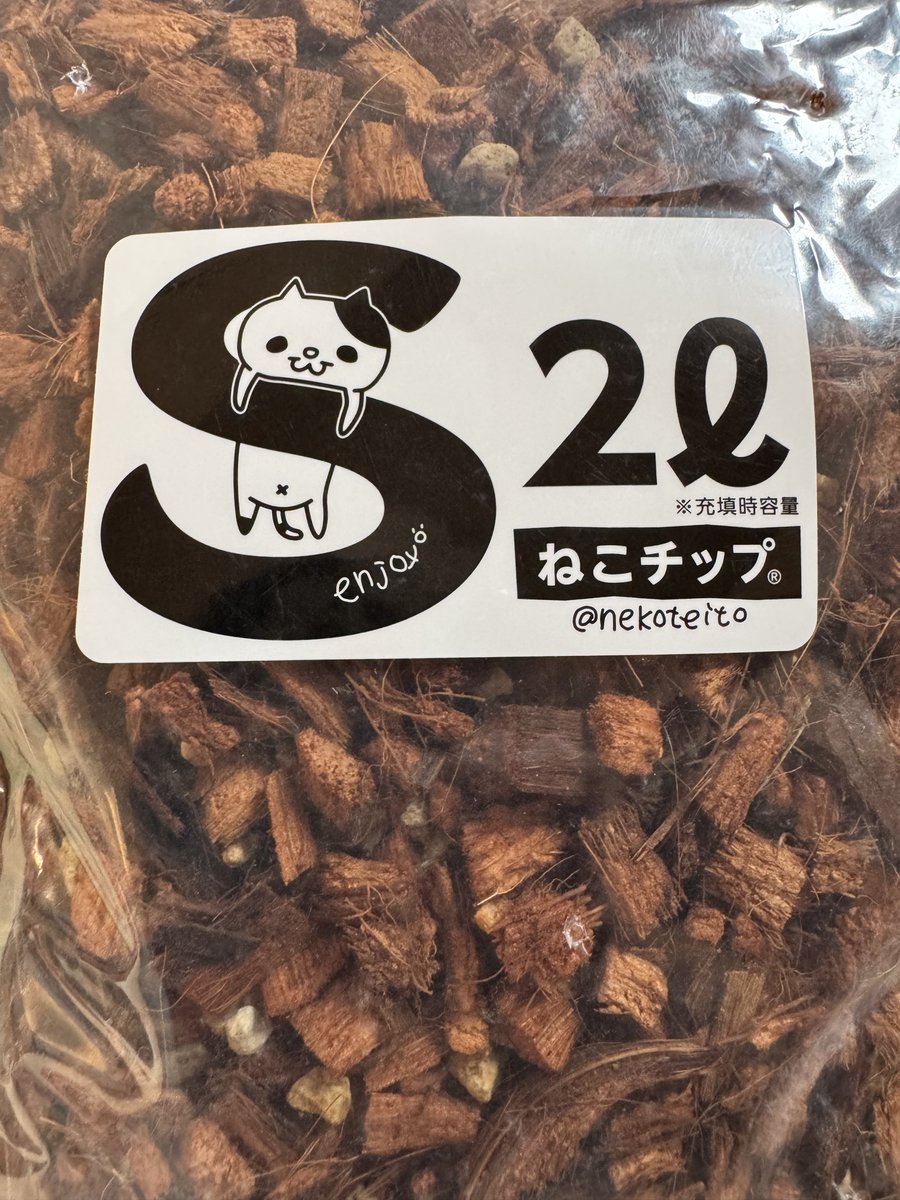 S
enjoy
2ℓ
※充填時容量
ねこチップ®
@nekoteito